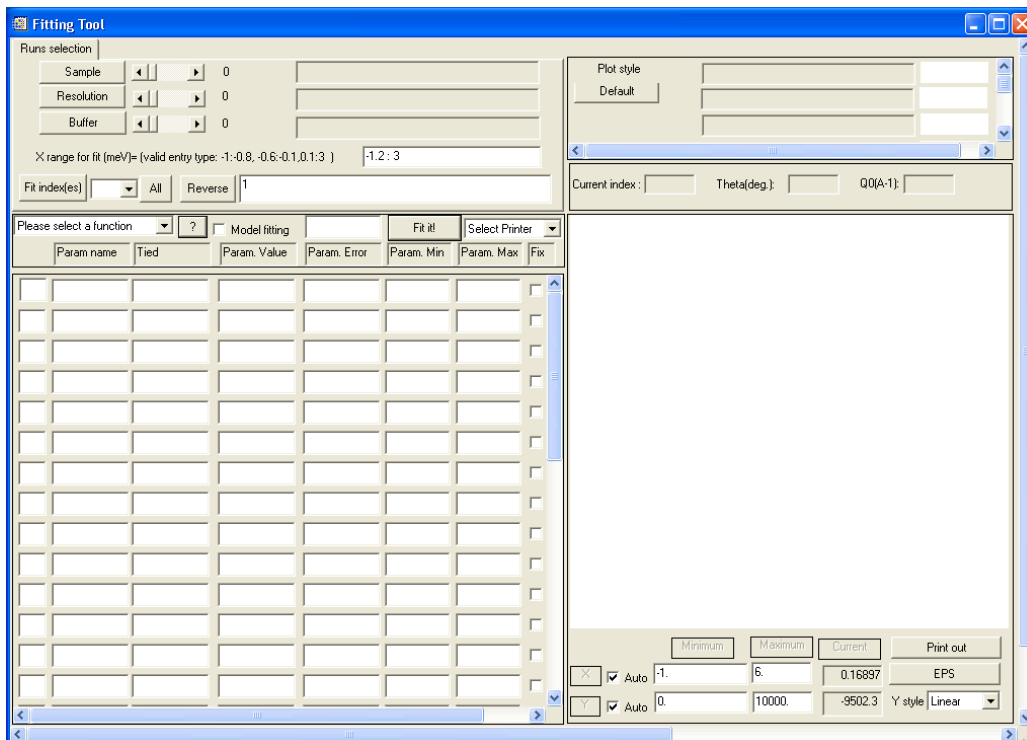 Fitting Tool
Runs selection
Sample 0
Resolution 0
Buffer 0
X range for fit (meV)= (valid entry type: -1:-0.8, -0.6:-0.1,0.1:3 ) -1.2 : 3
Fit index(es) All Reverse 1
Plot style
Default
Current index : Theta(deg.): Q0(A-1):
Please select a function ? Model fitting Fit it! Select Printer
Param name Tied Param. Value Param. Error Param. Min Param. Max Fix
Minimum Maximum Current Print out
X Auto -1. 6. 0.16897 EPS
Y Auto 0. 10000. -9502.3 Y style Linear